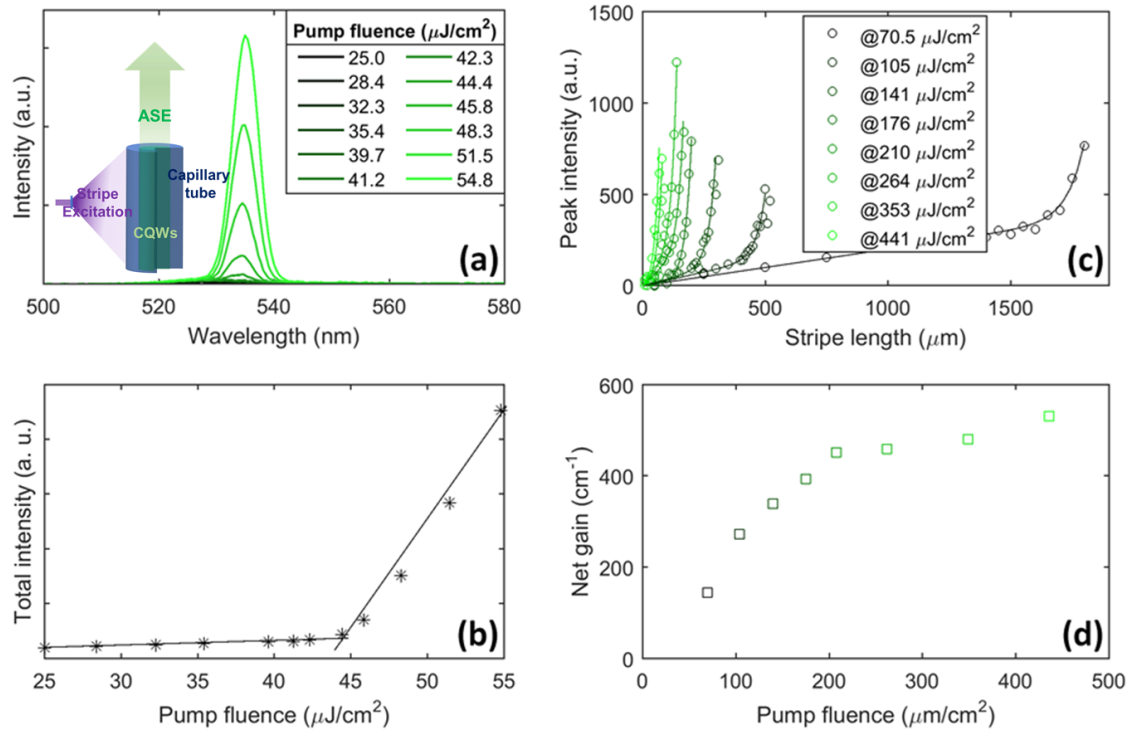 Intensity (a.u.)
Pump fluence (μJ/cm²)
25.0 42.3
28.4 44.4
32.3 45.8
35.4 48.3
39.7 51.5
41.2 54.8
ASE
Stripe
Excitation
Capillary
tube
CQWs
(a)
500 520 540 560 580
Wavelength (nm)
Peak intensity (a.u.)
1500
1000
500
0
@70.5 μJ/cm²
@105 μJ/cm²
@141 μJ/cm²
@176 μJ/cm²
@210 μJ/cm²
@264 μJ/cm²
@353 μJ/cm²
@441 μJ/cm²
(c)
0 500 1000 1500
Stripe length (μm)
Total intensity (a. u.)
(b)
25 30 35 40 45 50 55
Pump fluence (μJ/cm²)
Net gain (cm⁻¹)
600
400
200
0
(d)
0 100 200 300 400 500
Pump fluence (μm/cm²)